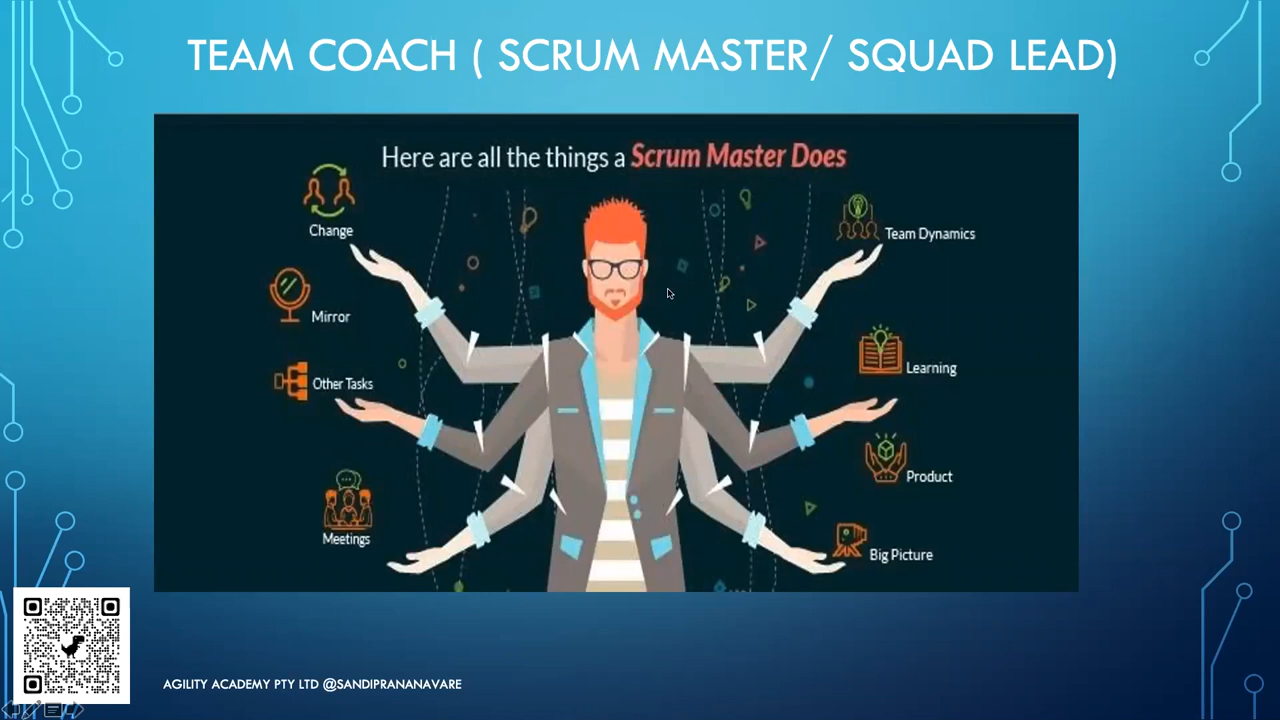 TEAM COACH ( SCRUM MASTER/ SQUAD LEAD)
Here are all the things a Scrum Master Does
Change
Team Dynamics
Mirror
Learning
Other Tasks
Product
Meetings
Big Picture
AGILITY ACADEMY PTY LTD @SANDIPRANANAVARE